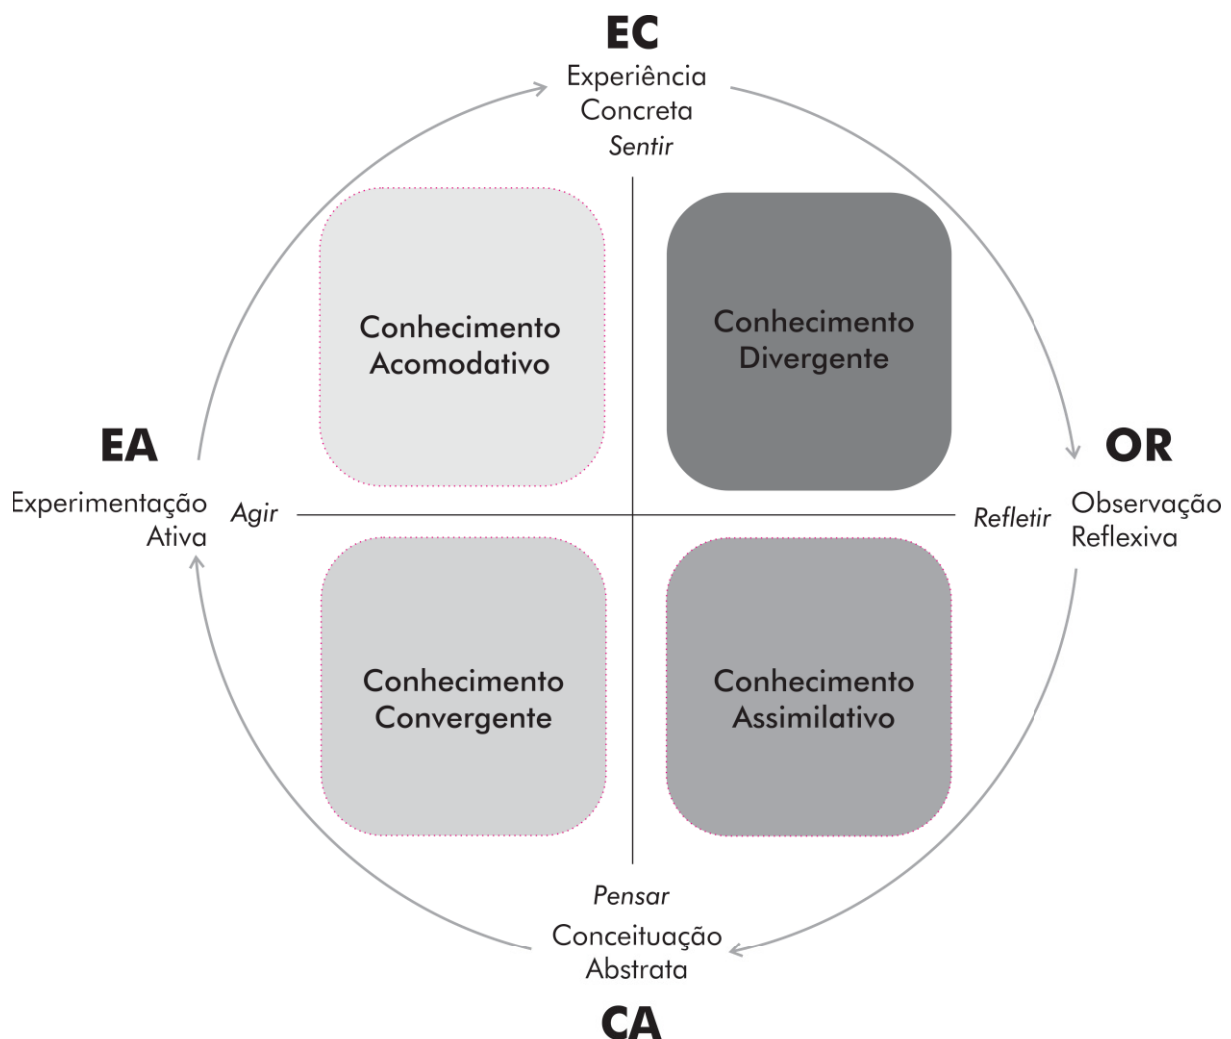 EC
Experiência
Concreta
Sentir
Conhecimento
Acomodativo
Conhecimento
Divergente
EA
Experimentação
Ativa
Agir
Refletir
OR
Observação
Reflexiva
Conhecimento
Convergente
Conhecimento
Assimilativo
Pensar
Conceituação
Abstrata
CA